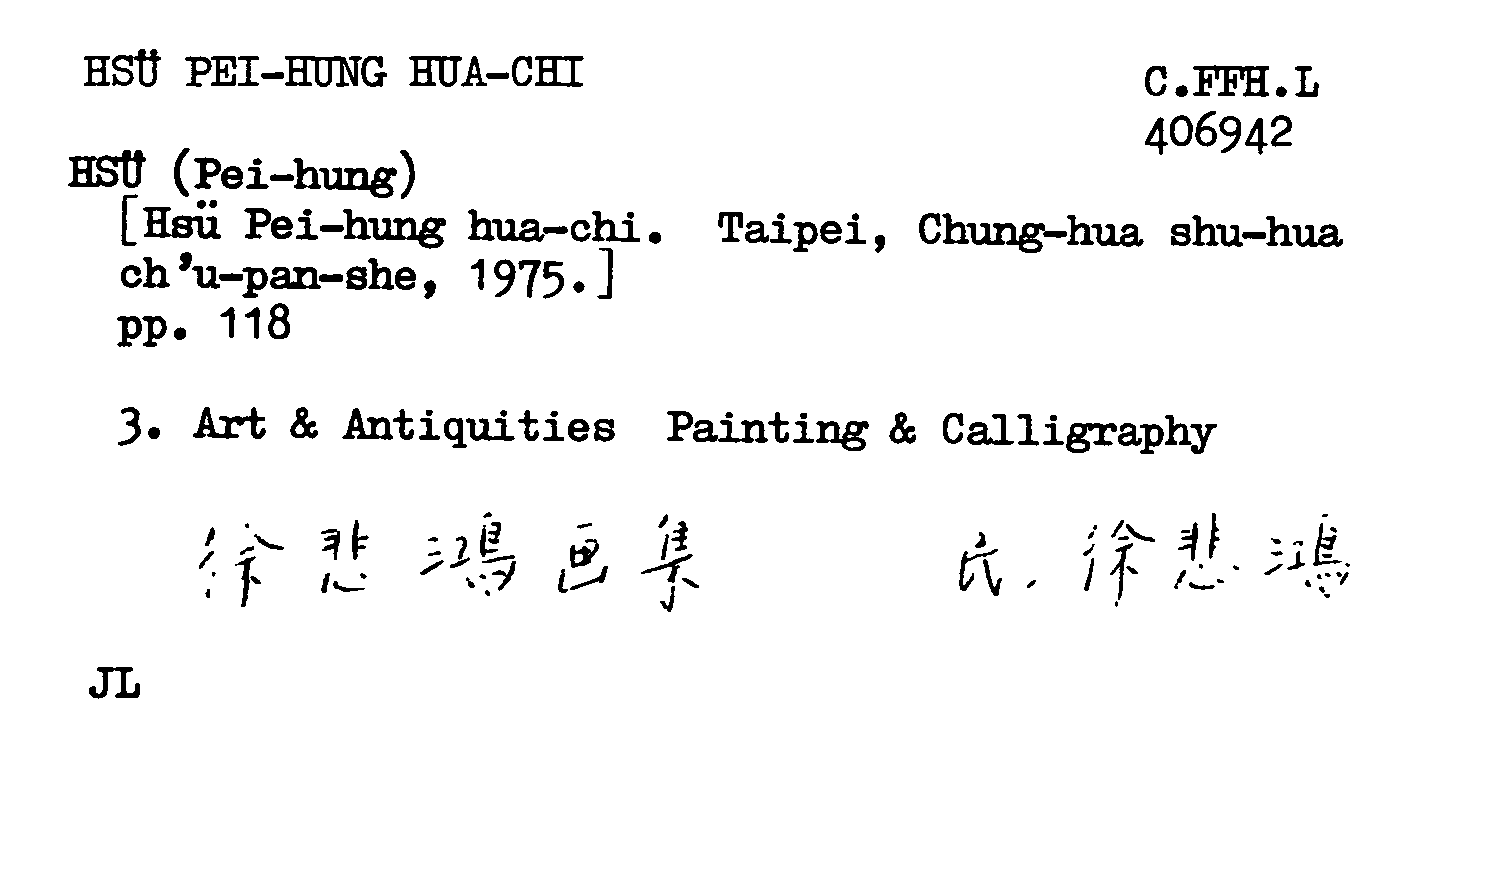 HSÜ PEI-HUNG HUA-CHI
C.FFH.L
406942
HSÜ (Pei-hung)
[Hsü Pei-hung hua-chi. Taipei, Chung-hua shu-hua
ch'u-pan-she, 1975.]
pp. 118
3. Art & Antiquities Painting & Calligraphy
徐悲鴻画集 氏. 徐悲鴻
JL